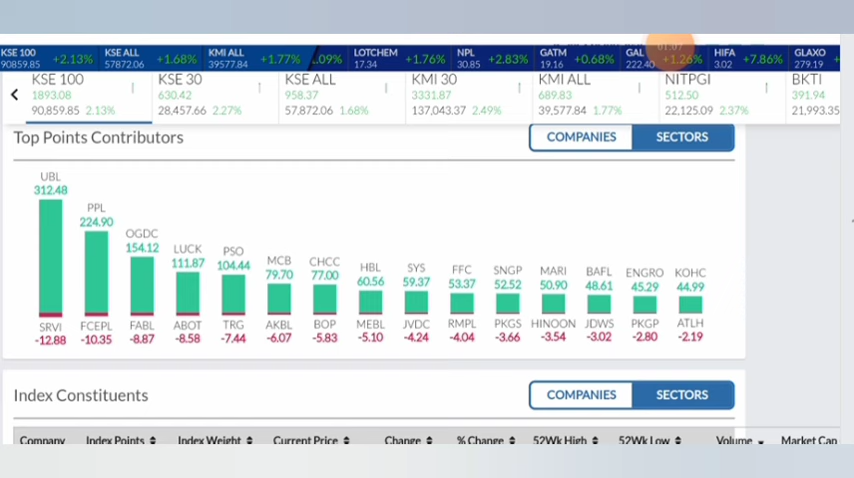 KSE 100 +2.13% KSE ALL +1.68% KMI ALL +1.77% .09% LOTCHEM +1.76% NPL +2.83% GATM +0.68% GAL +1.26% HIFA +7.86% GLAXO +
90859.85 57872.06 39577.84 17.34 30.85 19.16 222.40 3.02 279.19
01:07
KSE 100 KSE 30 KSE ALL KMI 30 KMI ALL NITPGI BKTI
1893.08 630.42 958.37 3331.87 689.83 512.50 391.94
90,859.85 2.13% 28,457.66 2.27% 57,872.06 1.68% 137,043.37 2.49% 39,577.84 1.77% 22,125.09 2.37% 21,993.35
Top Points Contributors COMPANIES SECTORS
UBL PPL OGDC LUCK PSO MCB CHCC HBL SYS FFC SNGP MARI BAFL ENGRO KOHC
312.48 224.90 154.12 111.87 104.44 79.70 77.00 60.56 59.37 53.37 52.52 50.90 48.61 45.29 44.99
SRVI FCEPL FABL ABOT TRG AKBL BOP MEBL JVDC RMPL PKGS HINOON JDWS PKGP ATLH
-12.88 -10.35 -8.87 -8.58 -7.44 -6.07 -5.83 -5.10 -4.24 -4.04 -3.66 -3.54 -3.02 -2.80 -2.19
Index Constituents COMPANIES SECTORS
Company Index Points Index Weight Current Price Change % Change 52Wk High 52Wk Low Volume Market Cap